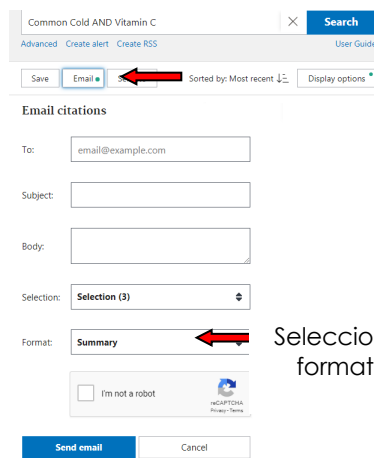 Common Cold AND Vitamin C
Search
Advanced Create alert Create RSS
User Guide
Save Email Sorted by: Most recent Display options
Email citations
To: email@example.com
Subject:
Body:
Selection: Selection (3)
Format: Summary
Seleccio
format
I'm not a robot
reCAPTCHA
Privacy - Terms
Send email Cancel